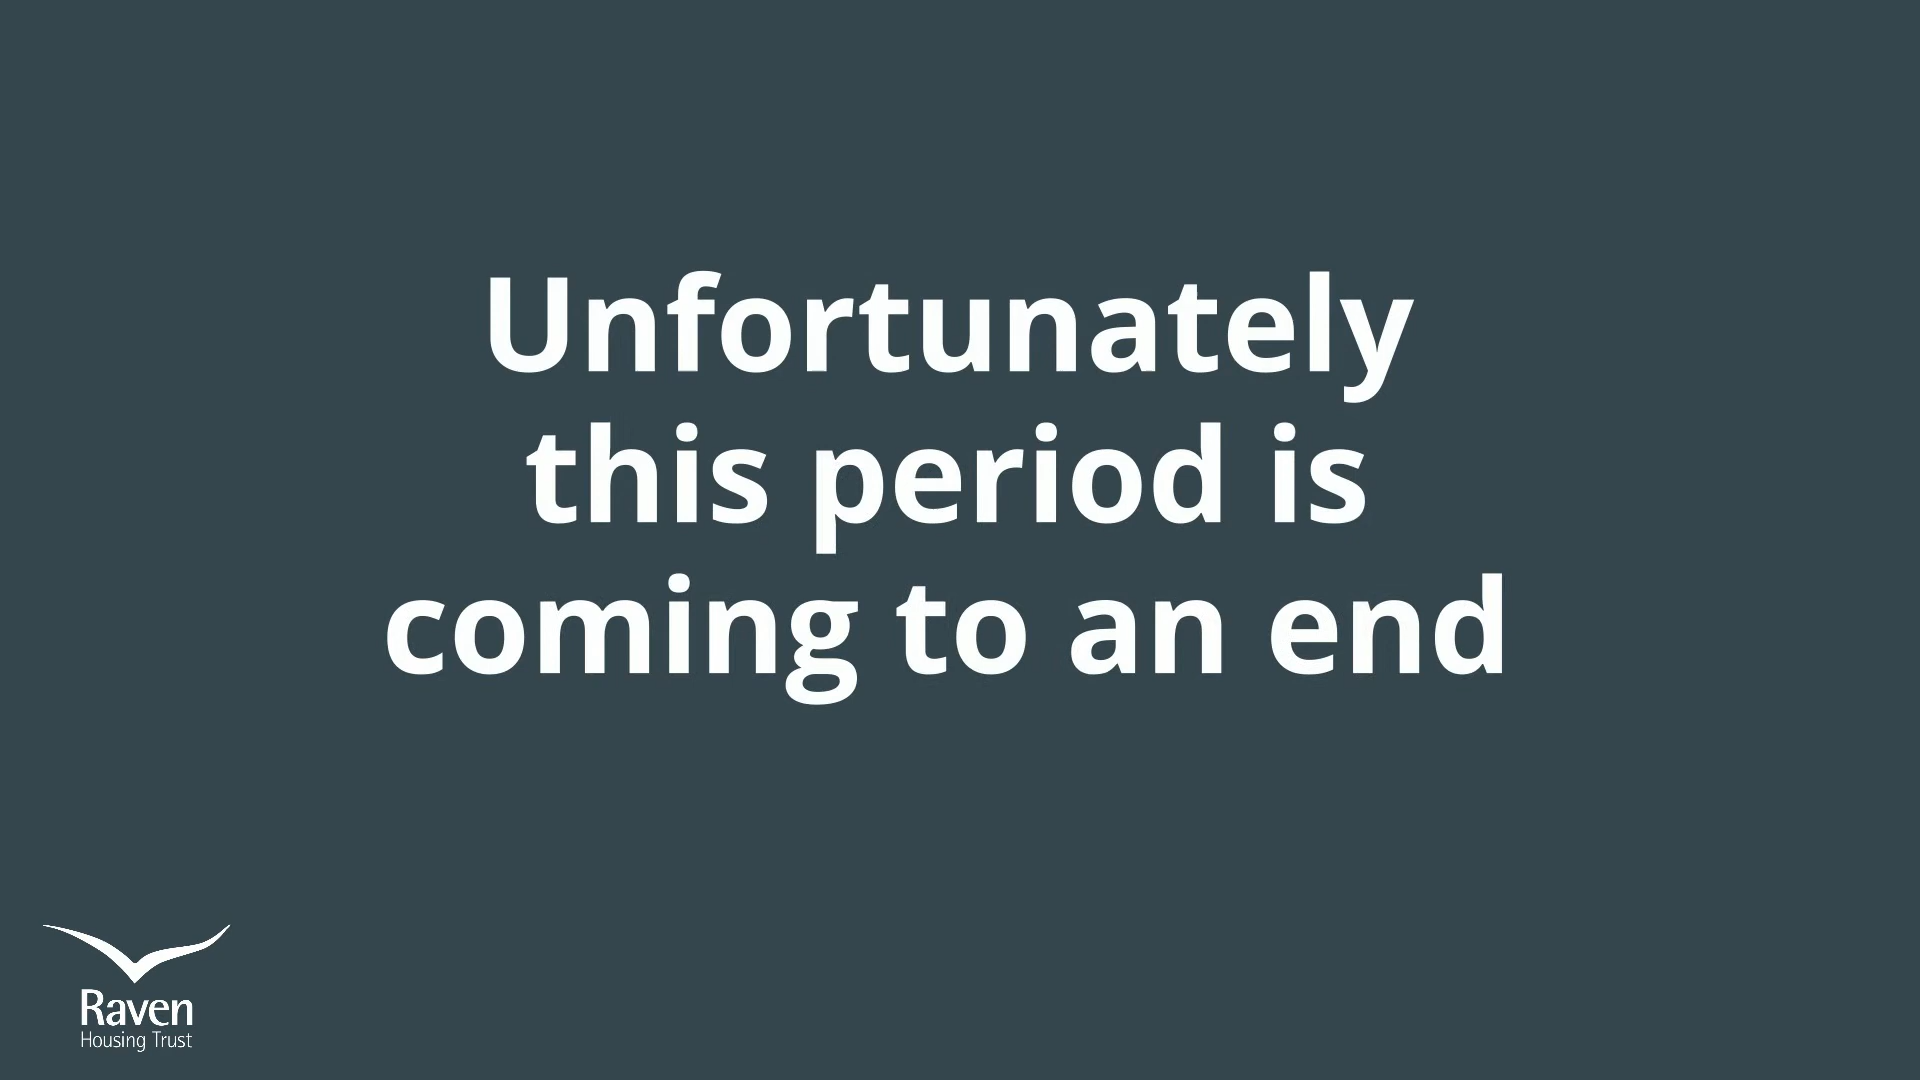 Unfortunately
this period is
coming to an end
Raven
Housing Trust